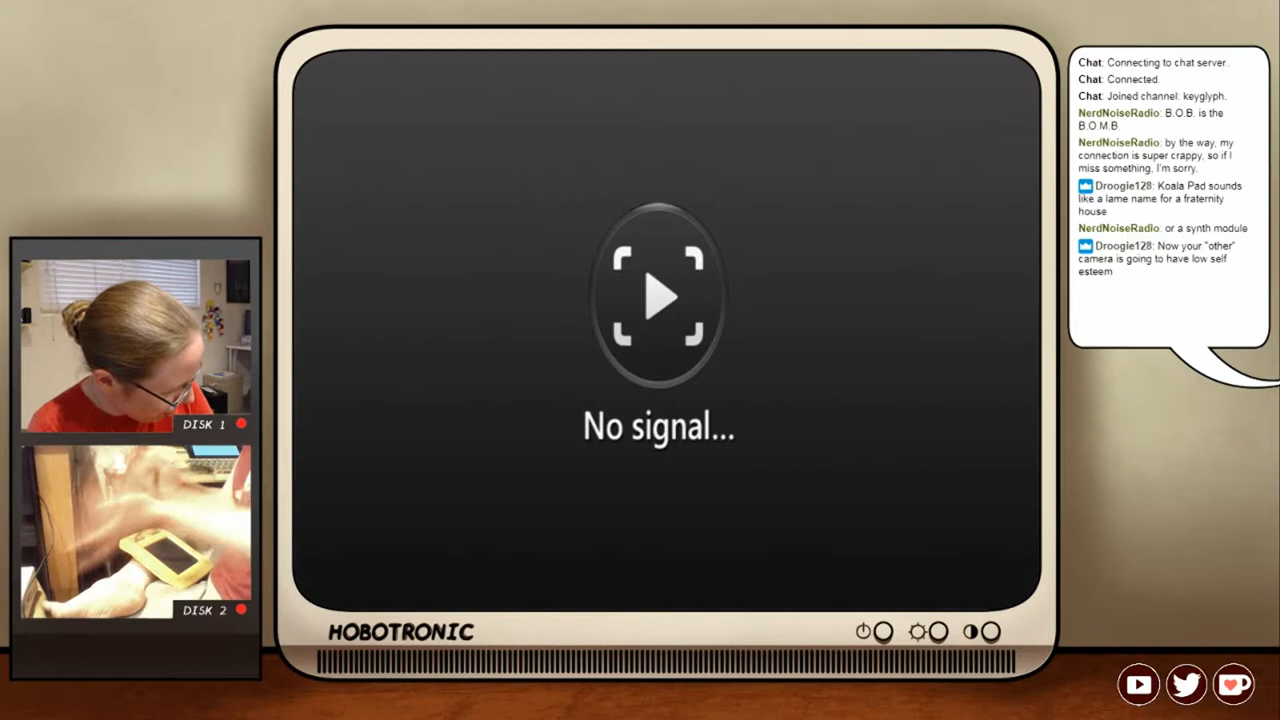 Chat: Connecting to chat server..
Chat: Connected.
Chat: Joined channel: keyglyph.
NerdNoiseRadio: B.O.B. is the
B.O.M.B.
NerdNoiseRadio: by the way, my
connection is super crappy, so if I
miss something, I'm sorry.
Droogie128: Koala Pad sounds
like a lame name for a fraternity
house
NerdNoiseRadio: or a synth module
Droogie128: Now your "other"
camera is going to have low self
esteem
No signal...
DISK 1
DISK 2
HOBOTRONIC